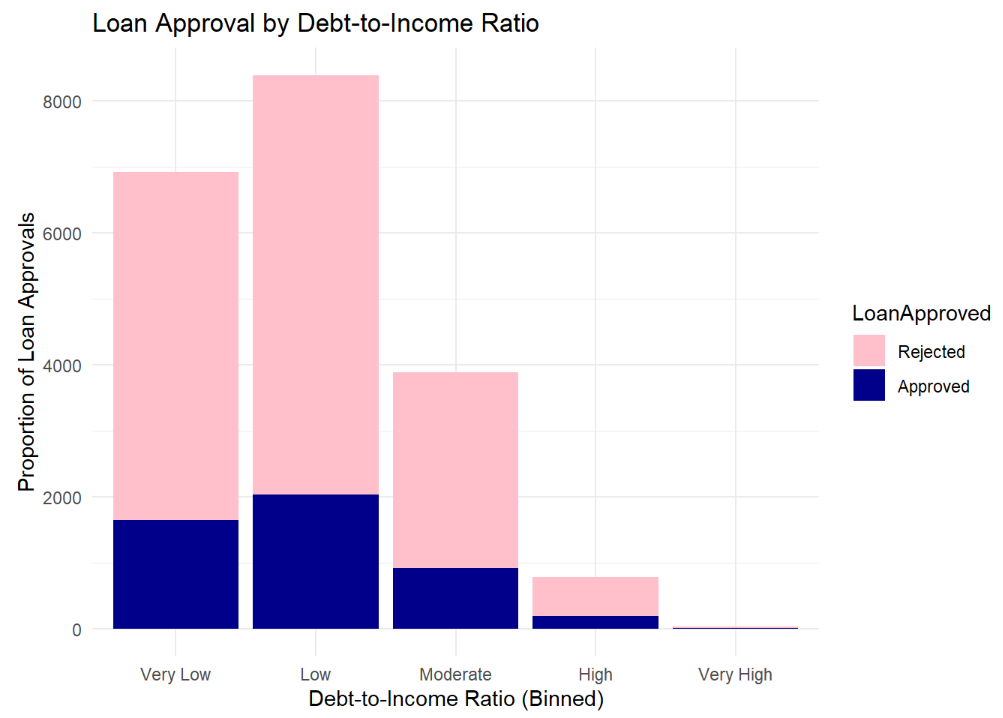 Loan Approval by Debt-to-Income Ratio
Proportion of Loan Approvals
8000
6000
4000
2000
0
Very Low
Low
Moderate
High
Very High
Debt-to-Income Ratio (Binned)
LoanApproved
Rejected
Approved